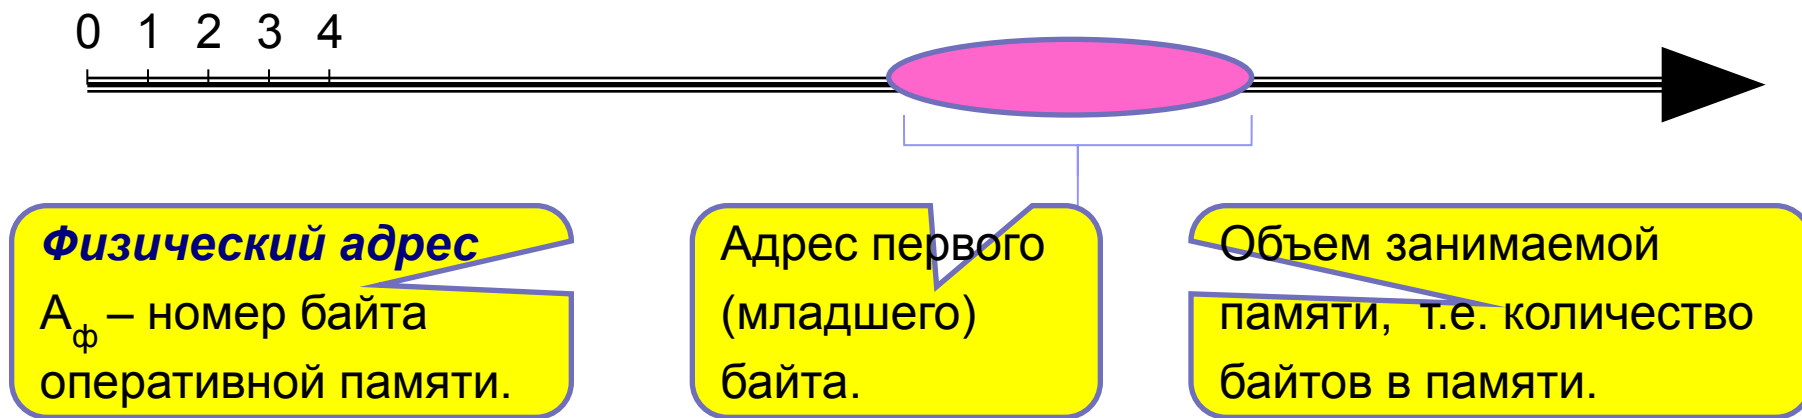 0 1 2 3 4
Физический адрес
Аф – номер байта
оперативной памяти.
Адрес первого
(младшего)
байта.
Объем занимаемой
памяти, т.е. количество
байтов в памяти.